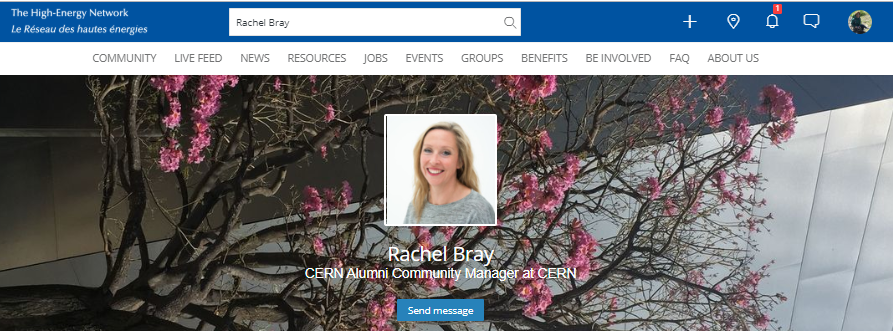 The High-Energy Network
Le Réseau des hautes énergies
Rachel Bray
1
COMMUNITY LIVE FEED NEWS RESOURCES JOBS EVENTS GROUPS BENEFITS BE INVOLVED FAQ ABOUT US
Rachel Bray
CERN Alumni Community Manager at CERN
Send message